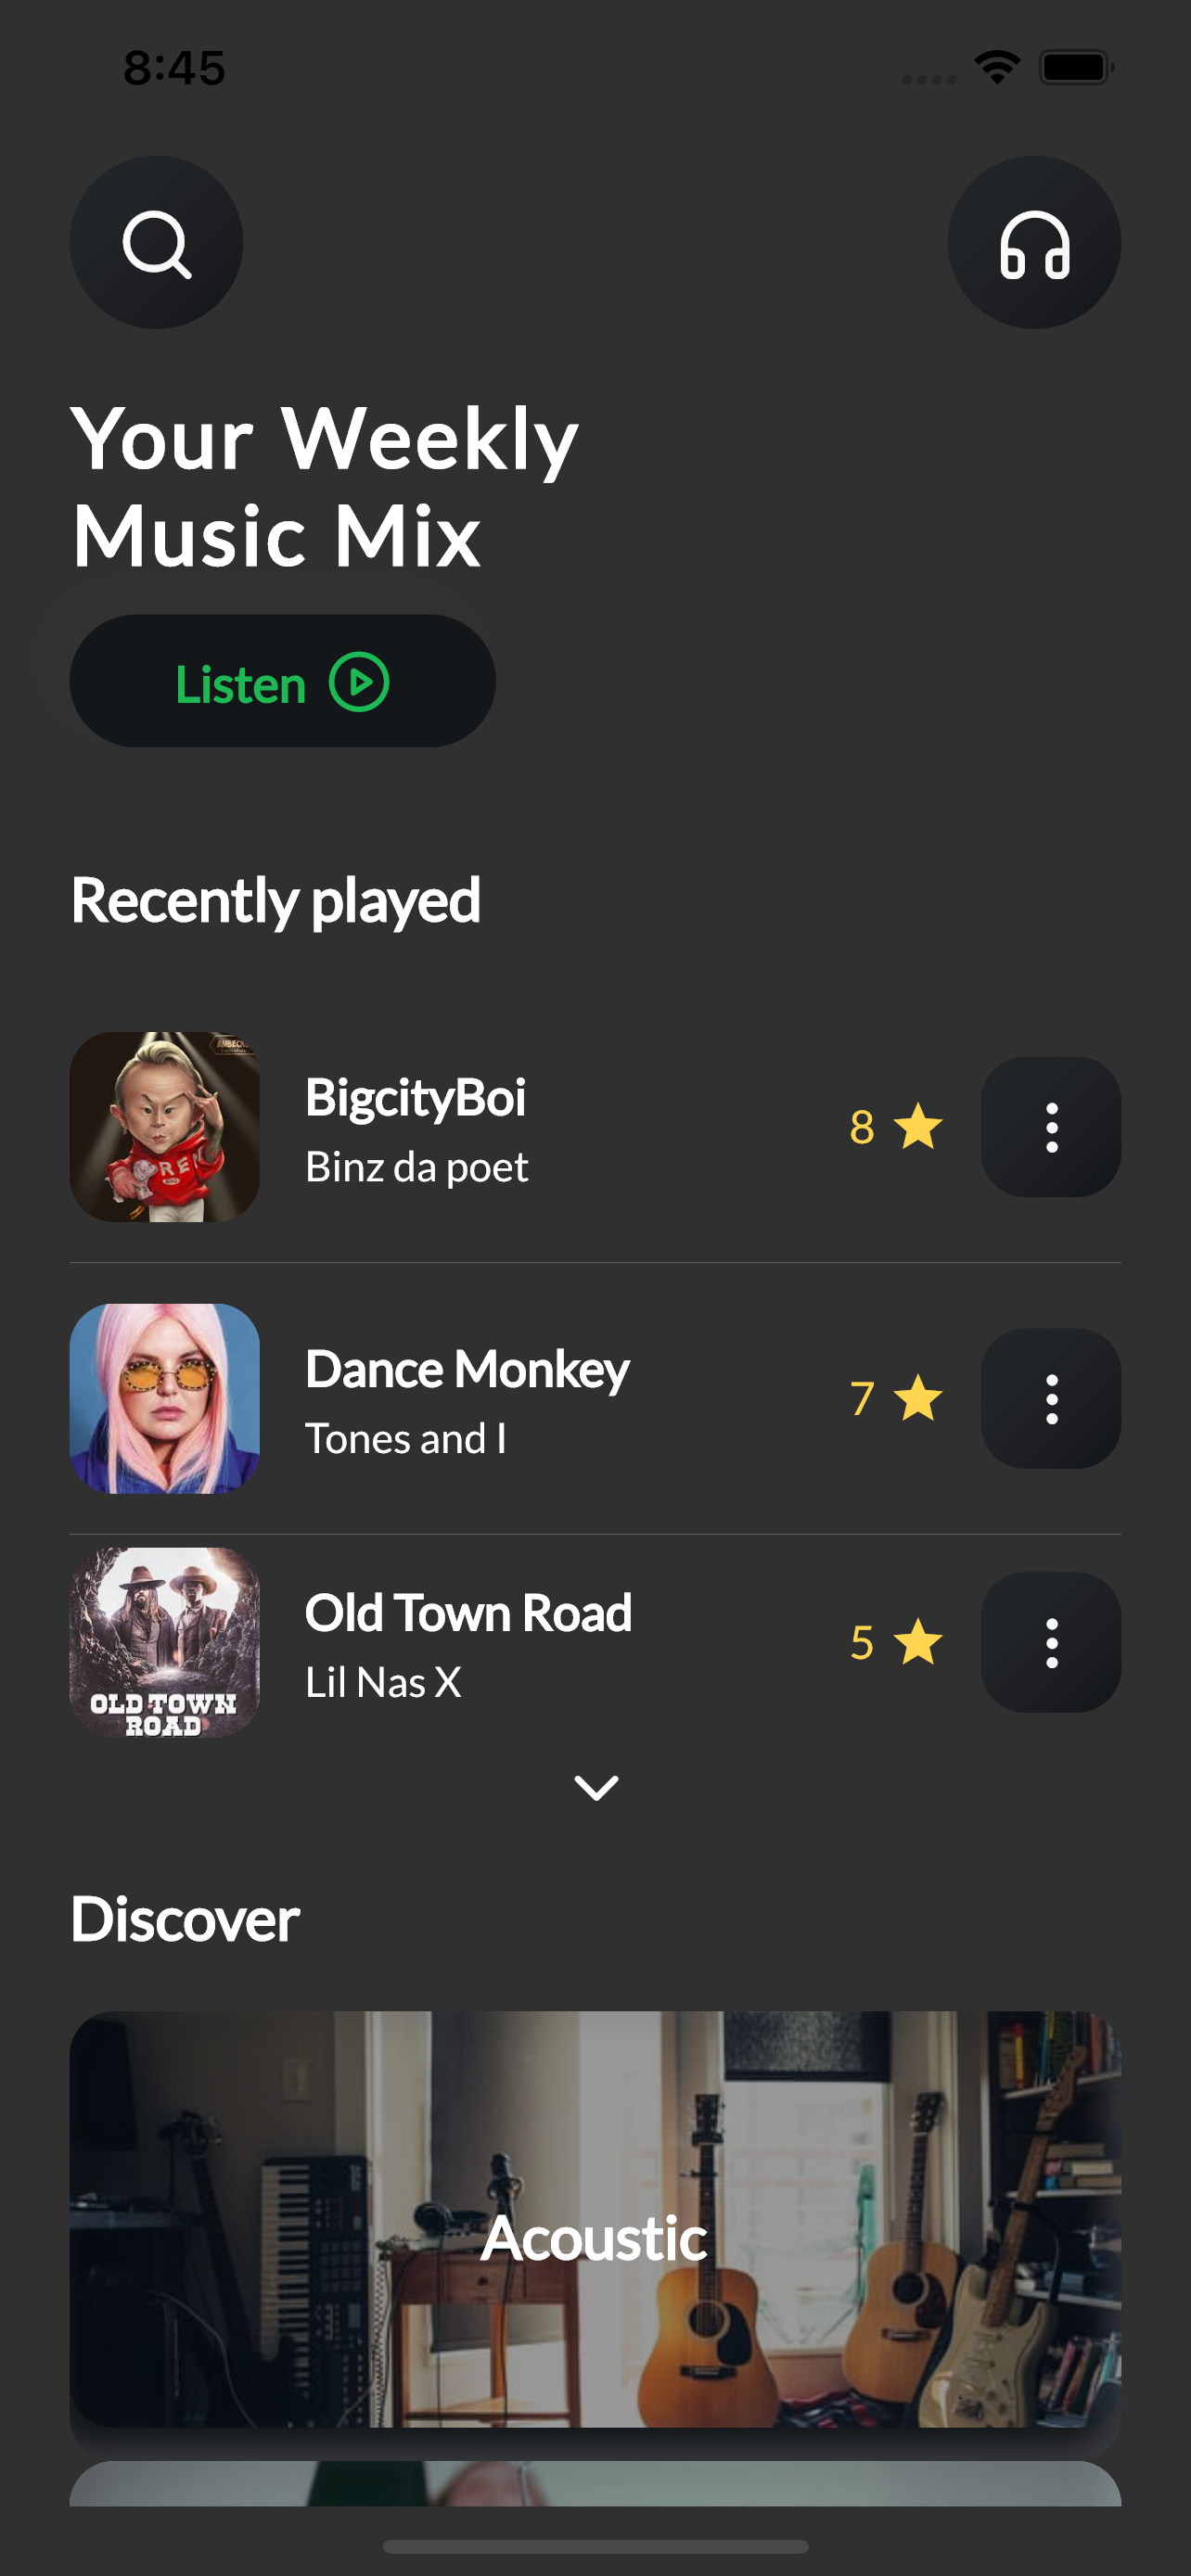 8:45
Your Weekly
Music Mix
Listen
Recently played
BigcityBoi
Binz da poet
8
Dance Monkey
Tones and I
7
OLD TOWN
ROAD
Old Town Road
Lil Nas X
5
Discover
Acoustic